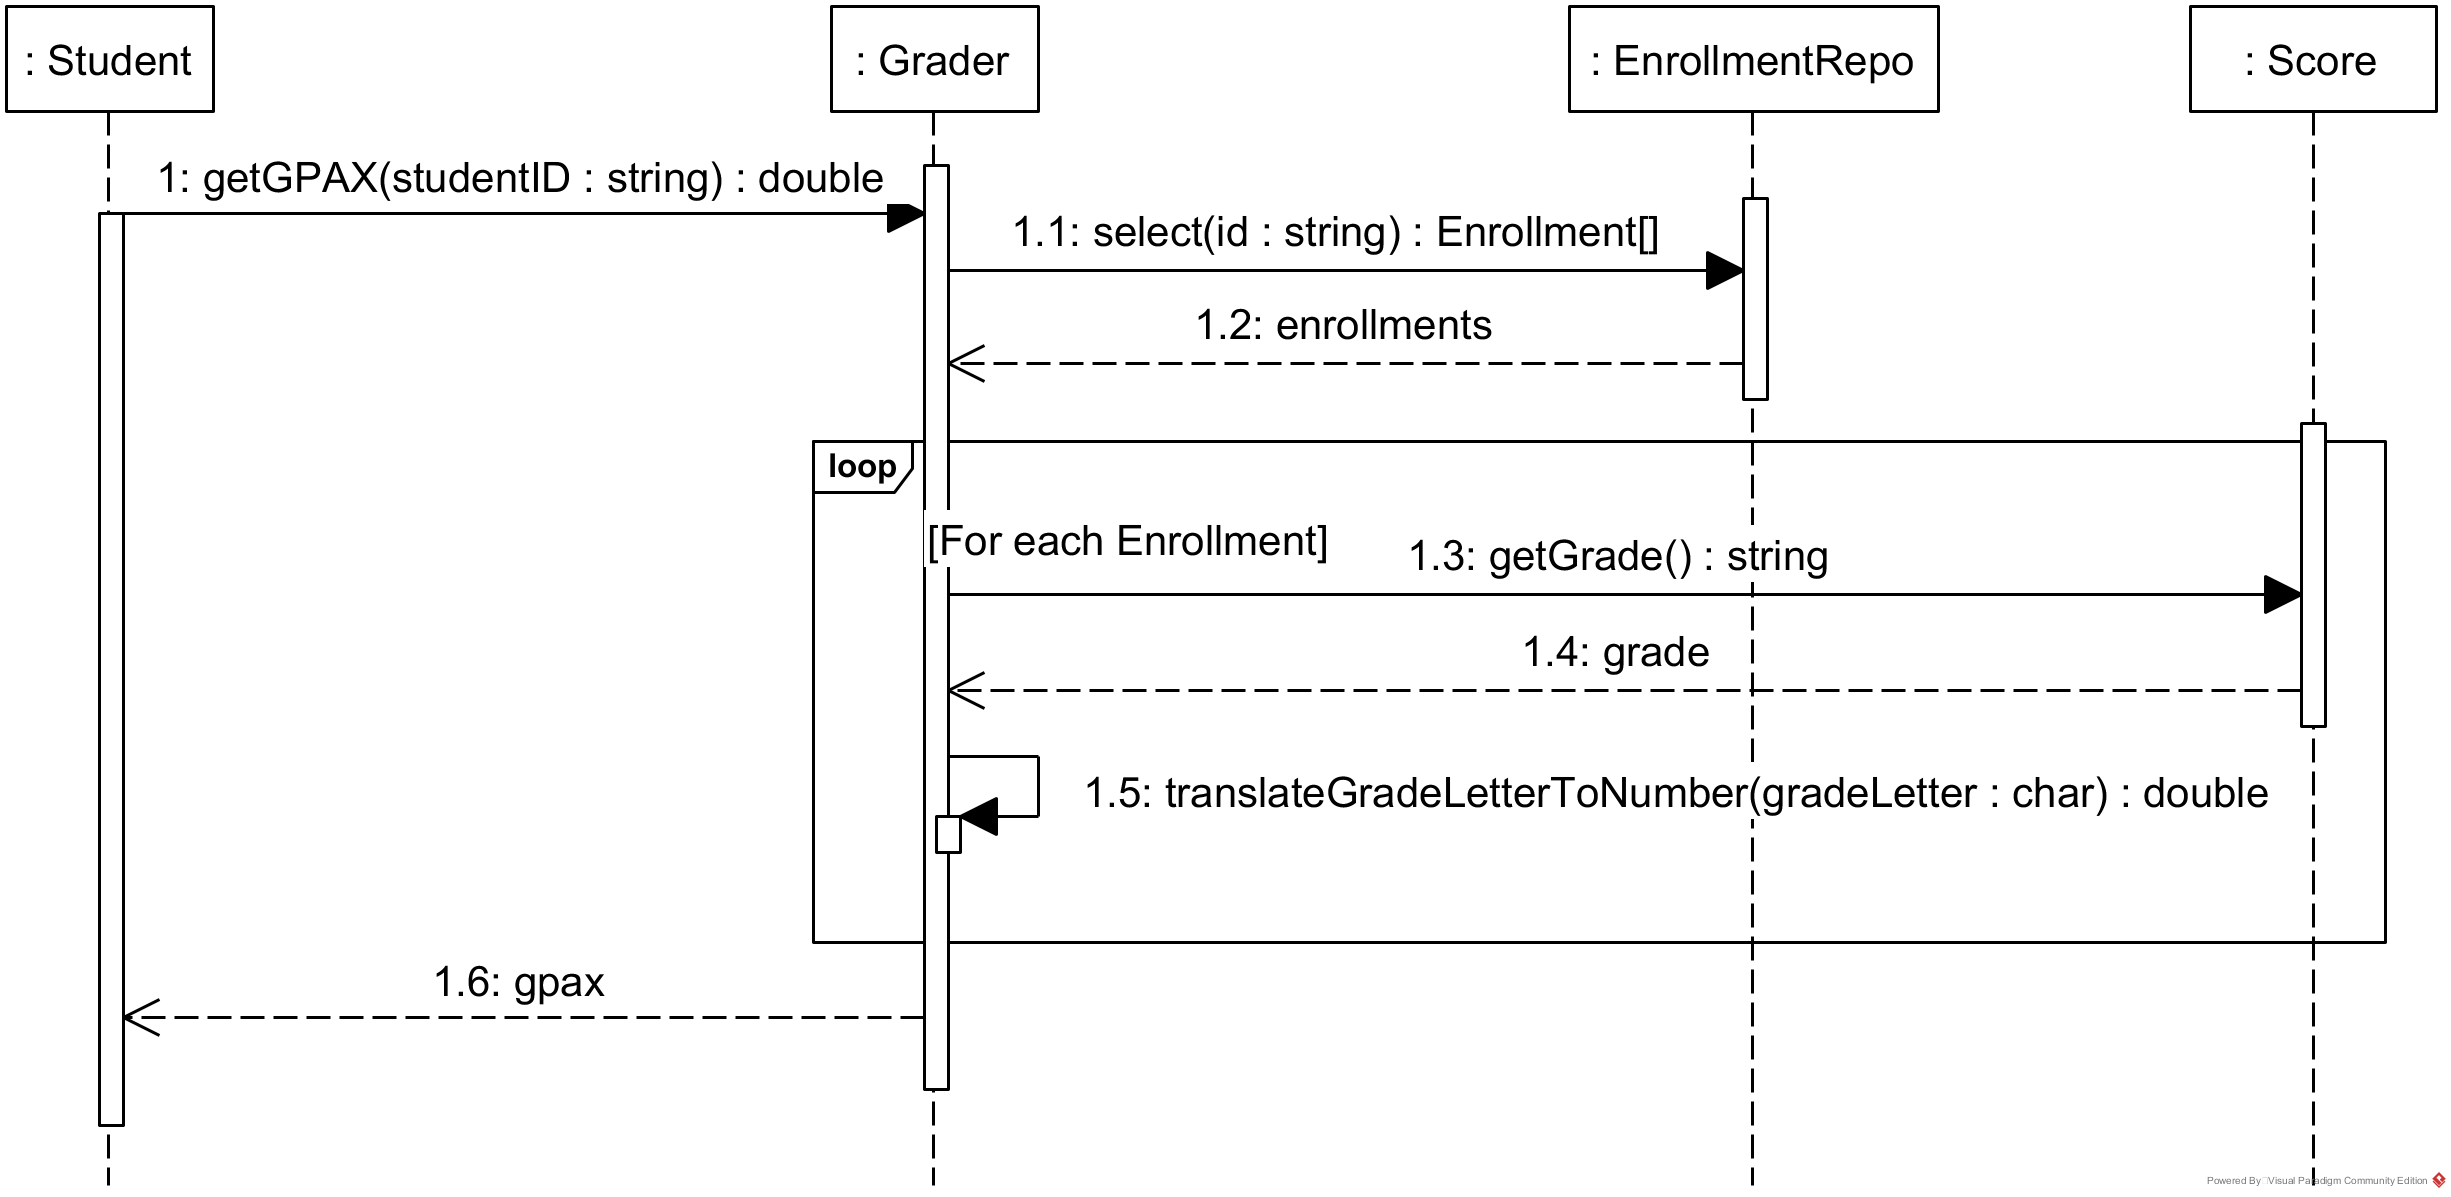 : Student
: Grader
: EnrollmentRepo
: Score
1: getGPAX(studentID : string) : double
1.1: select(id : string) : Enrollment[]
1.2: enrollments
loop
[For each Enrollment]
1.3: getGrade() : string
1.4: grade
1.5: translateGradeLetterToNumber(gradeLetter : char) : double
1.6: gpax
Powered By Visual Paradigm Community Edition